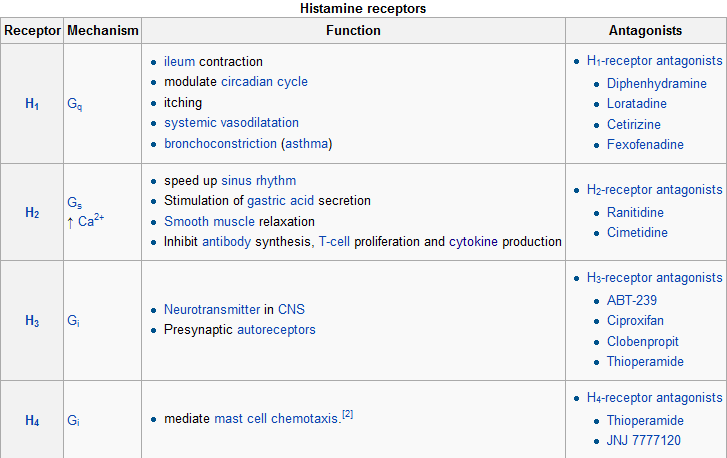 Histamine receptors
Receptor Mechanism Function Antagonists
H₁
G_q
• ileum contraction
• modulate circadian cycle
• itching
• systemic vasodilatation
• bronchoconstriction (asthma)
• H₁-receptor antagonists
• Diphenhydramine
• Loratadine
• Cetirizine
• Fexofenadine
H₂
Gₛ
↑ Ca²⁺
• speed up sinus rhythm
• Stimulation of gastric acid secretion
• Smooth muscle relaxation
• Inhibit antibody synthesis, T-cell proliferation and cytokine production
• H₂-receptor antagonists
• Ranitidine
• Cimetidine
H₃
Gᵢ
• Neurotransmitter in CNS
• Presynaptic autoreceptors
• H₃-receptor antagonists
• ABT-239
• Ciproxifan
• Clobenpropit
• Thioperamide
H₄
Gᵢ
• mediate mast cell chemotaxis.[2]
• H₄-receptor antagonists
• Thioperamide
• JNJ 7777120